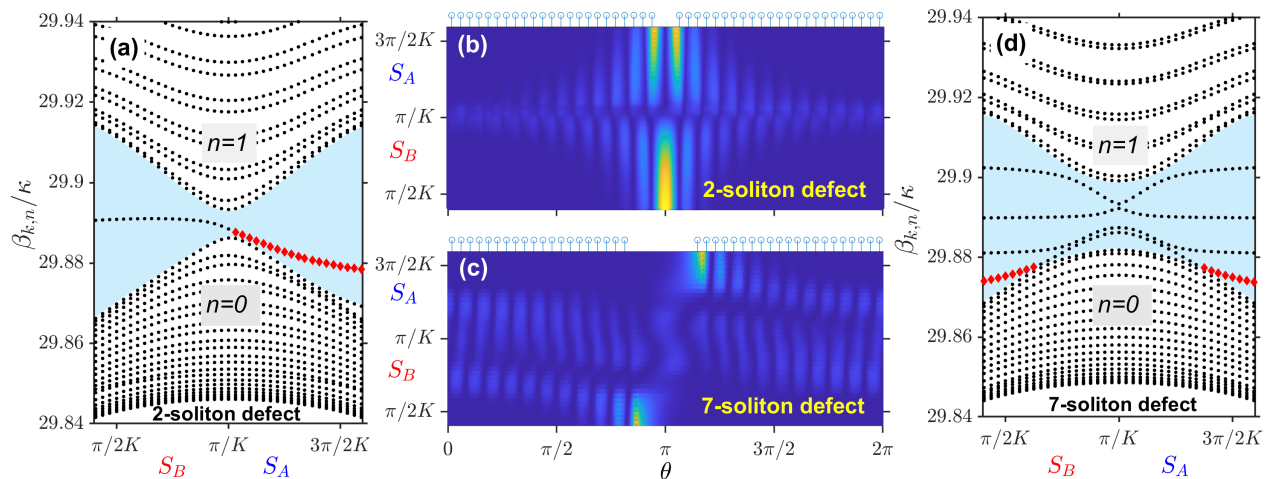 (a)
29.94
29.92
29.9
29.88
29.86
29.84
β_{k,n}/κ
n=1
n=0
2-soliton defect
π/2K
π/K
3π/2K
S_B
S_A
(b)
3π/2K
S_A
π/K
S_B
π/2K
2-soliton defect
(c)
3π/2K
S_A
π/K
S_B
π/2K
7-soliton defect
0
π/2
π
3π/2
2π
θ
(d)
29.94
29.92
29.9
29.88
29.86
29.84
β_{k,n}/κ
n=1
n=0
7-soliton defect
π/2K
π/K
3π/2K
S_B
S_A